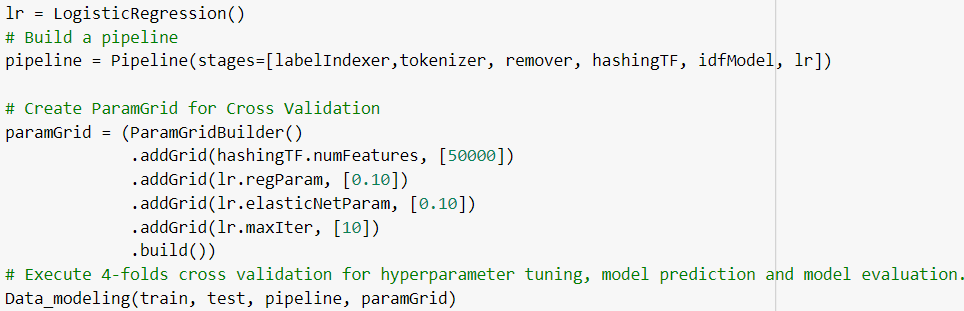 lr = LogisticRegression()
# Build a pipeline
pipeline = Pipeline(stages=[labelIndexer,tokenizer, remover, hashingTF, idfModel, lr])
# Create ParamGrid for Cross Validation
paramGrid = (ParamGridBuilder()
.addGrid(hashingTF.numFeatures, [50000])
.addGrid(lr.regParam, [0.10])
.addGrid(lr.elasticNetParam, [0.10])
.addGrid(lr.maxIter, [10])
.build())
# Execute 4-folds cross validation for hyperparameter tuning, model prediction and model evaluation.
Data_modeling(train, test, pipeline, paramGrid)